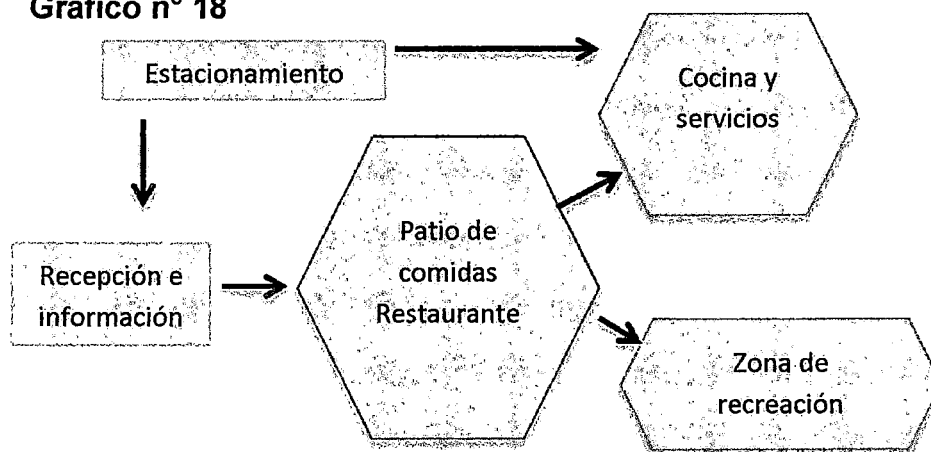 Gráfico n° 18
Estacionamiento
Cocina y
servicios
Recepción e
información
Patio de
comidas
Restaurante
Zona de
recreación